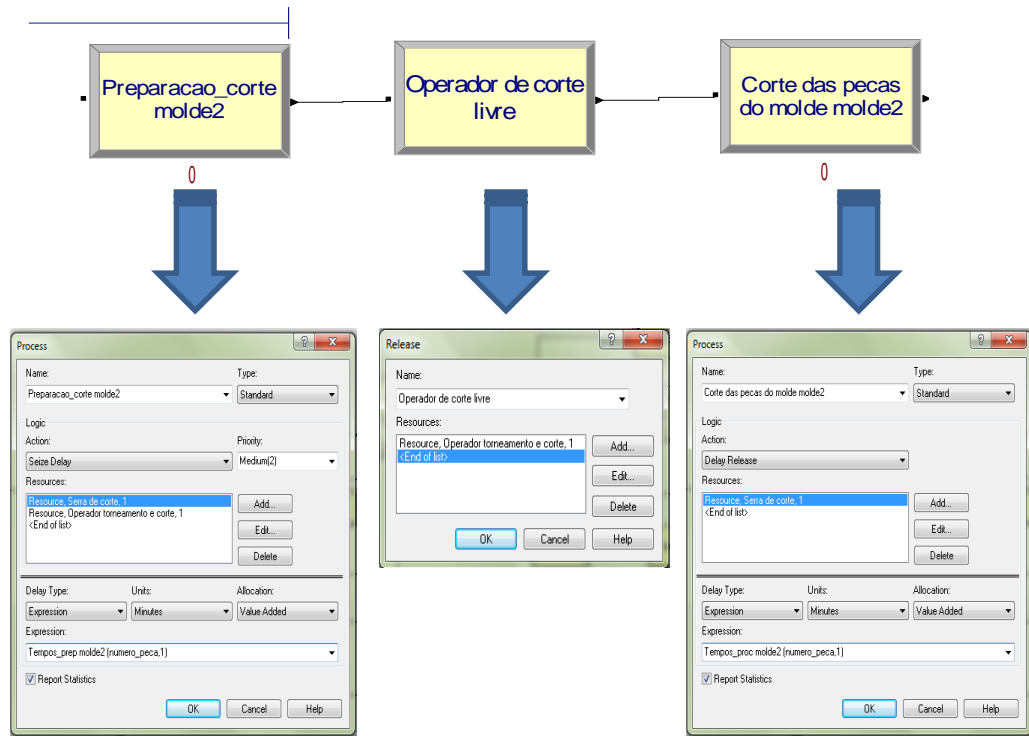 Preparacao_corte
molde2
Operador de corte
livre
Corte das pecas
do molde molde2
0
0
Process
Name:
Type:
Preparacao_corte molde2
Standard
Logic
Action:
Priority:
Seize Delay
Medium(2)
Resources:
Resource, Serra de corte, 1
Resource, Operador torneamento e corte, 1
<End of list>
Add...
Edit...
Delete
Delay Type:
Units:
Allocation:
Expression
Minutes
Value Added
Expression:
Tempos_prep molde2 (numero_peca,1)
Report Statistics
OK
Cancel
Help
Release
Name:
Operador de corte livre
Resources:
Resource, Operador torneamento e corte, 1
<End of list>
Add...
Edit...
Delete
OK
Cancel
Help
Process
Name:
Type:
Corte das pecas do molde molde2
Standard
Logic
Action:
Delay Release
Resources:
Resource, Serra de corte, 1
<End of list>
Add...
Edit...
Delete
Delay Type:
Units:
Allocation:
Expression
Minutes
Value Added
Expression:
Tempos_proc molde2 (numero_peca,1)
Report Statistics
OK
Cancel
Help